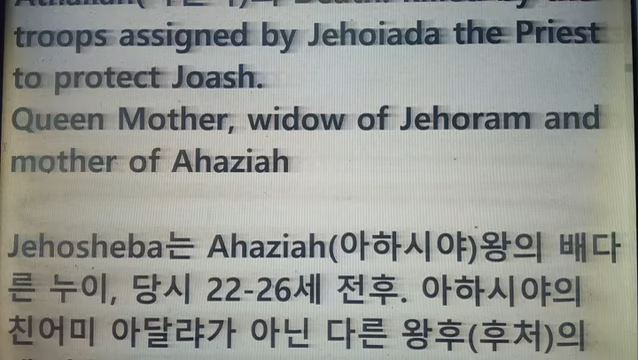 troops assigned by Jehoiada the Priest
to protect Joash.
Queen Mother, widow of Jehoram and
mother of Ahaziah
Jehosheba는 Ahaziah(아하시야)왕의 배다
른 누이, 당시 22-26세 전후. 아하시야의
친어미 아달랴가 아닌 다른 왕후(후처)의